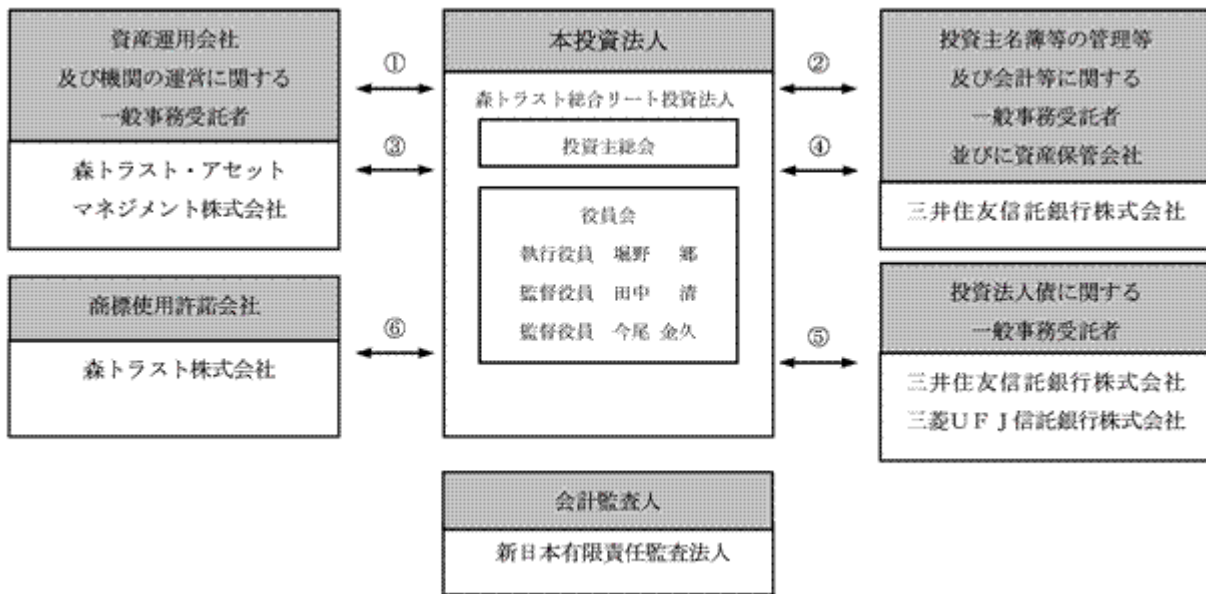 資産運用会社
及び機関の運営に関する
一般事務受託者
森トラスト・アセット
マネジメント株式会社
①
③
本投資法人
森トラスト総合リート投資法人
投資主総会
役員会
執行役員 堀野 郷
監督役員 田中 清
監督役員 今尾 金久
②
④
投資主名簿等の管理等
及び会計等に関する
一般事務受託者
並びに資産保管会社
三井住友信託銀行株式会社
商標使用許諾会社
森トラスト株式会社
⑥
⑤
投資法人債に関する
一般事務受託者
三井住友信託銀行株式会社
三菱UFJ信託銀行株式会社
会計監査人
新日本有限責任監査法人